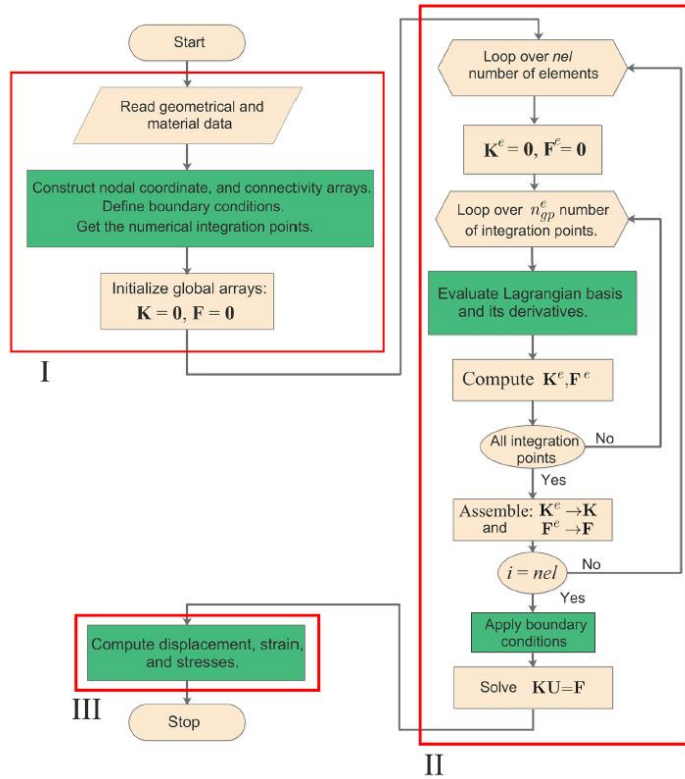 Start
Read geometrical and
material data
Construct nodal coordinate, and connectivity arrays.
Define boundary conditions.
Get the numerical integration points.
Initialize global arrays:
K = 0, F = 0
I
Loop over nel
number of elements
Kᵉ = 0, Fᵉ = 0
Loop over nᵉ_gp number
of integration points.
Evaluate Lagrangian basis
and its derivatives.
Compute Kᵉ,Fᵉ
All integration
points
No
Yes
Assemble: Kᵉ→K
and Fᵉ→F
i = nel
No
Yes
Apply boundary
conditions
Solve KU=F
II
Compute displacement, strain,
and stresses.
III
Stop